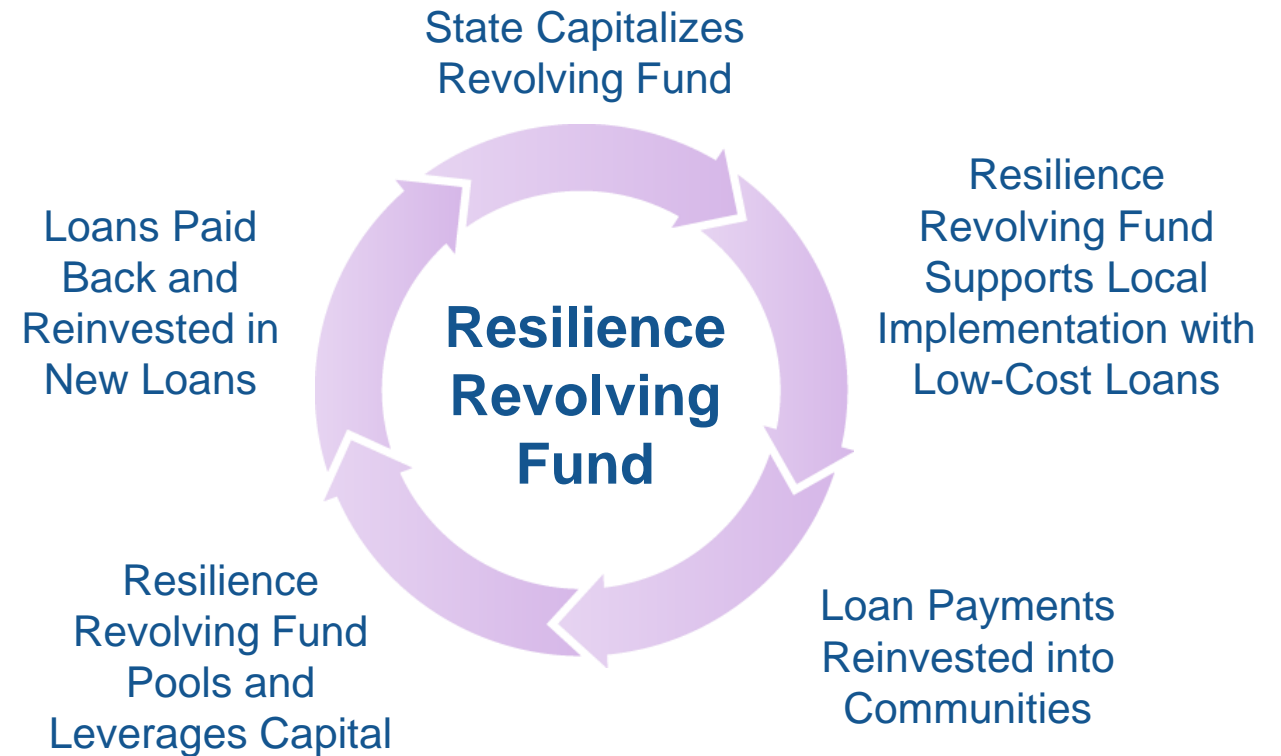 State Capitalizes
Revolving Fund
Resilience
Revolving Fund
Supports Local
Implementation with
Low-Cost Loans
Loan Payments
Reinvested into
Communities
Resilience
Revolving Fund
Pools and
Leverages Capital
Loans Paid
Back and
Reinvested in
New Loans
Resilience
Revolving
Fund